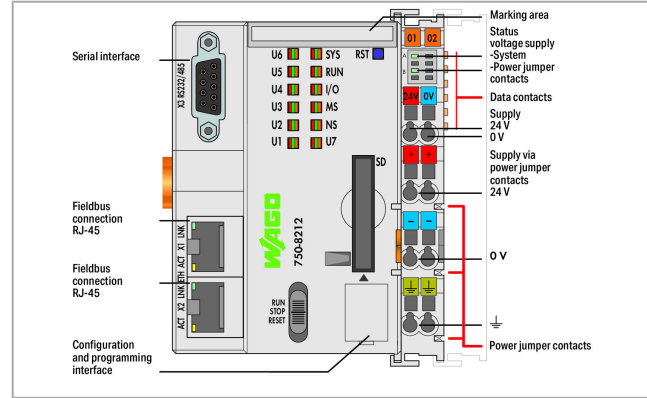 Marking area
Status
voltage supply
-System
-Power jumper
contacts
Data contacts
Supply
24 V
0 V
Supply via
power jumper
contacts
24 V
0 V
Power jumper contacts
Serial interface
Fieldbus
connection
RJ-45
Fieldbus
connection
RJ-45
Configuration
and programming
interface
X3 RS232/485
U6 SYS RST
U5 RUN
U4 I/O
U3 MS
U2 NS
U1 U7
SD
WAGO
750-8212
RUN
STOP
RESET
ACT X1 LNK
ETH
ACT X2 LNK
01 02
A
B
24V 0V
+ +
− −